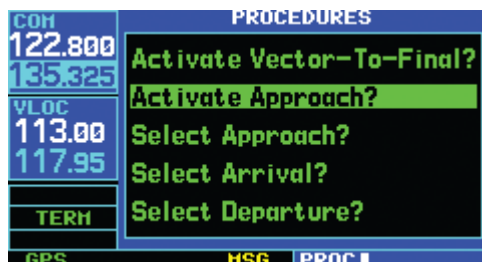 COM
122.800
135.325
VLOC
113.00
117.95
TERM
PROCEDURES
Activate Vector-To-Final?
Activate Approach?
Select Approach?
Select Arrival?
Select Departure?
GPS MSG PROC